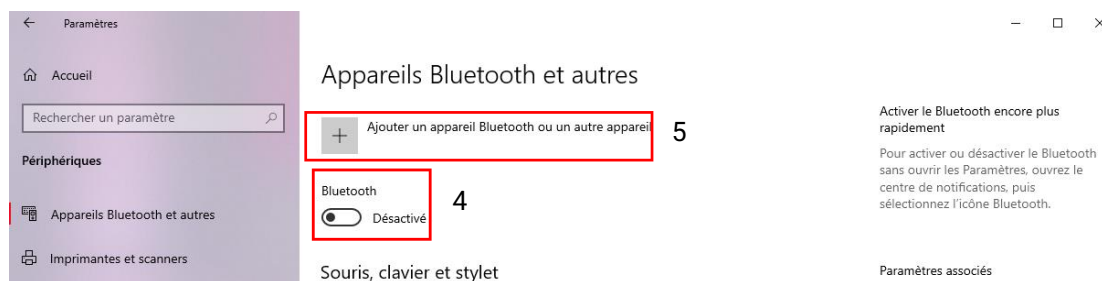 Paramètres
Accueil
Rechercher un paramètre
Périphériques
Appareils Bluetooth et autres
Imprimantes et scanners
Appareils Bluetooth et autres
Ajouter un appareil Bluetooth ou un autre appareil
5
Bluetooth
Désactivé
4
Souris, clavier et stylet
Activer le Bluetooth encore plus
rapidement
Pour activer ou désactiver le Bluetooth
sans ouvrir les Paramètres, ouvrez le
centre de notifications, puis
sélectionnez l'icône Bluetooth.
Paramètres associés